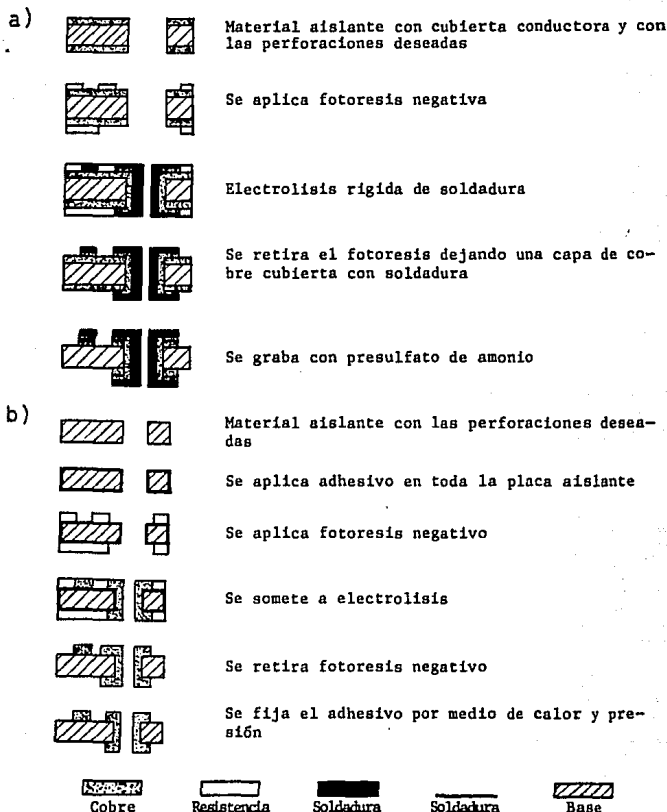 a)
Material aislante con cubierta conductora y con
las perforaciones deseadas
Se aplica fotoresis negativa
Electrolisis rigida de soldadura
Se retira el fotoresis dejando una capa de co-
bre cubierta con soldadura
Se graba con presulfato de amonio
b)
Material aislante con las perforaciones desea-
das
Se aplica adhesivo en toda la placa aislante
Se aplica fotoresis negativo
Se somete a electrolisis
Se retira fotoresis negativo
Se fija el adhesivo por medio de calor y pre-
sión
Cobre Resistencia Soldadura Soldadura Base